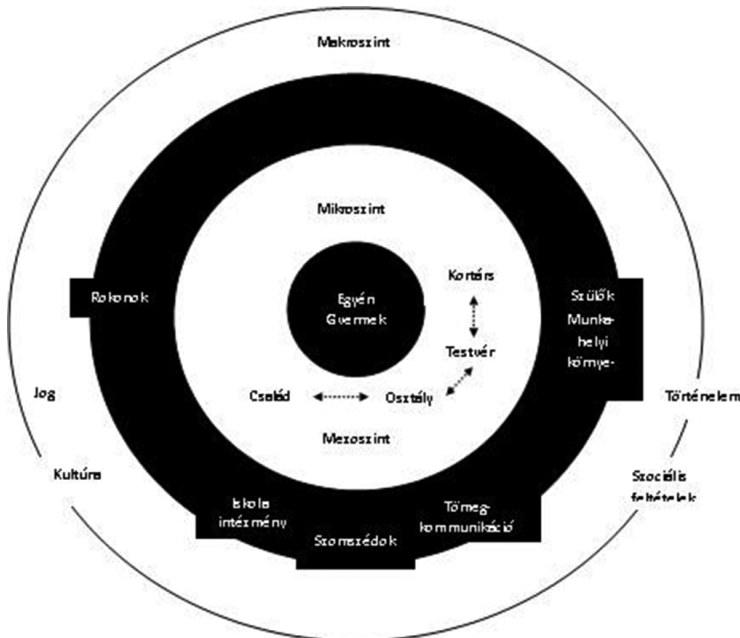 Makroszint
Mikroszint
Kortárs
Rokonok
Egyén
Gyermek
Szülők
Munka-
helyi
környe-
Testvér
Család
Osztály
Jog
Történelem
Mezoszint
Kultúra
Szociális
feltételek
Iskola
intézmény
Tömeg-
kommunikáció
Szomszédok